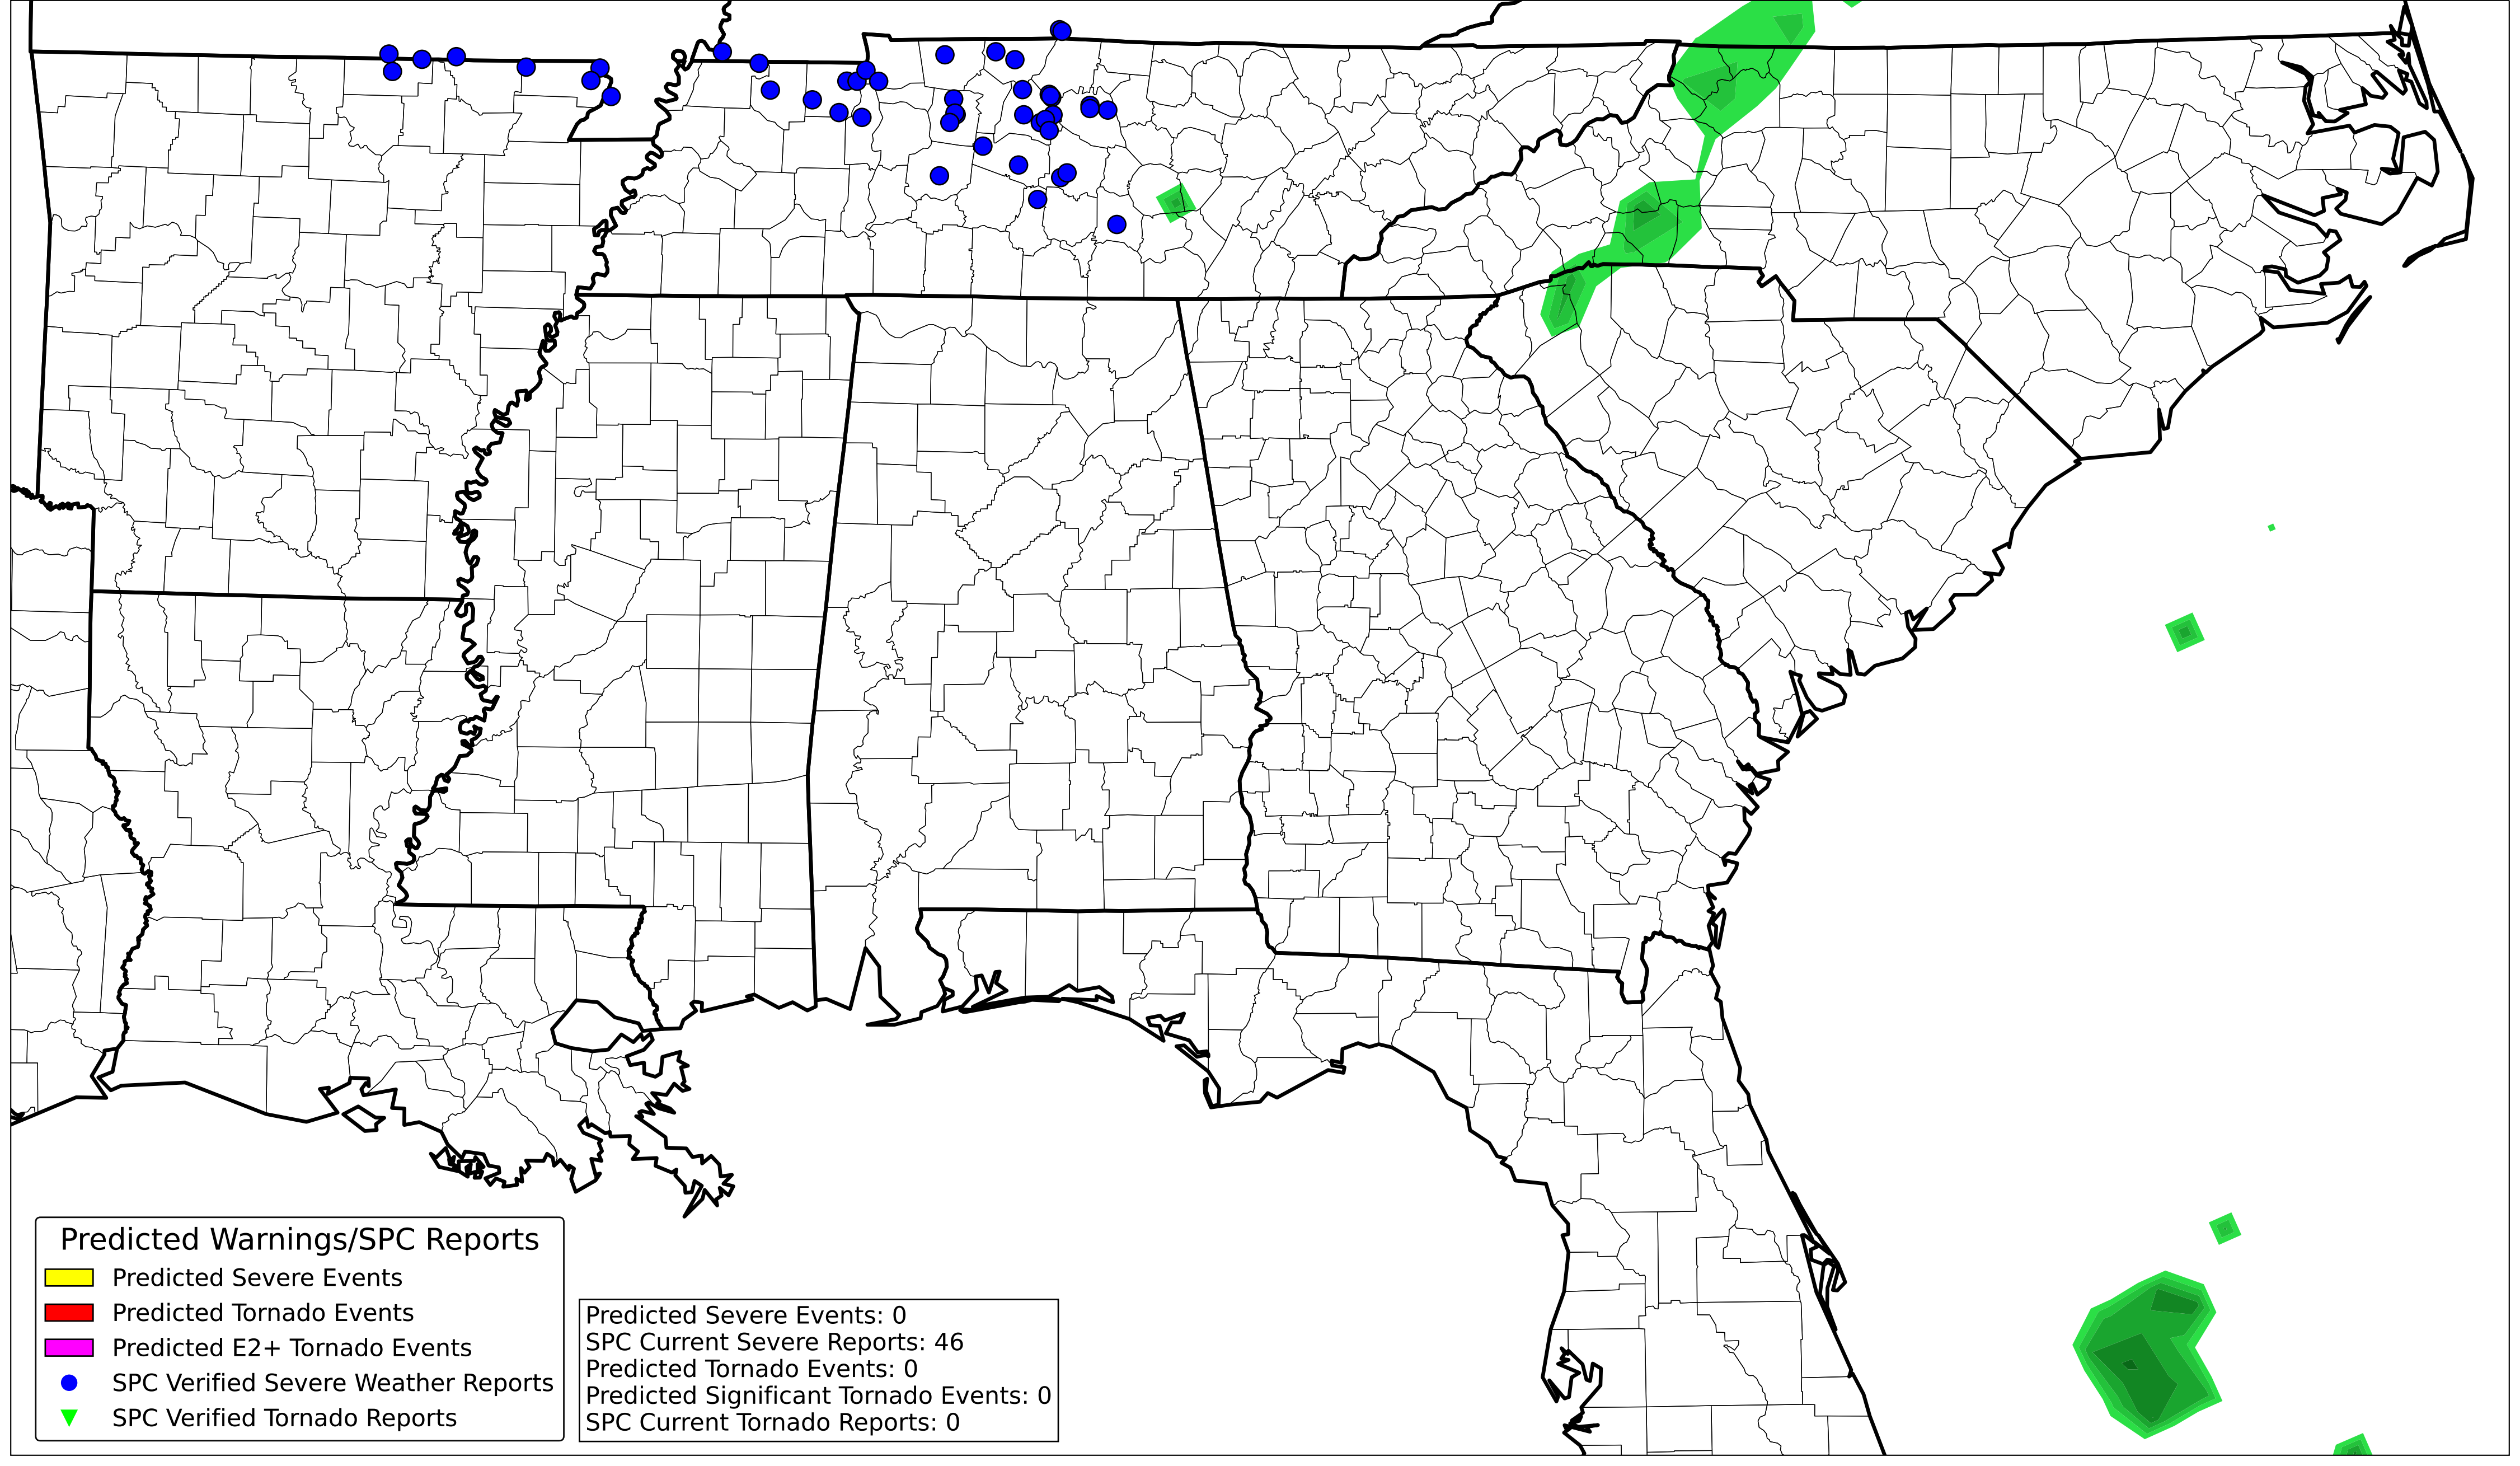 Predicted Warnings/SPC Reports
Predicted Severe Events
Predicted Tornado Events
Predicted E2+ Tornado Events
SPC Verified Severe Weather Reports
SPC Verified Tornado Reports
Predicted Severe Events: 0
SPC Current Severe Reports: 46
Predicted Tornado Events: 0
Predicted Significant Tornado Events: 0
SPC Current Tornado Reports: 0